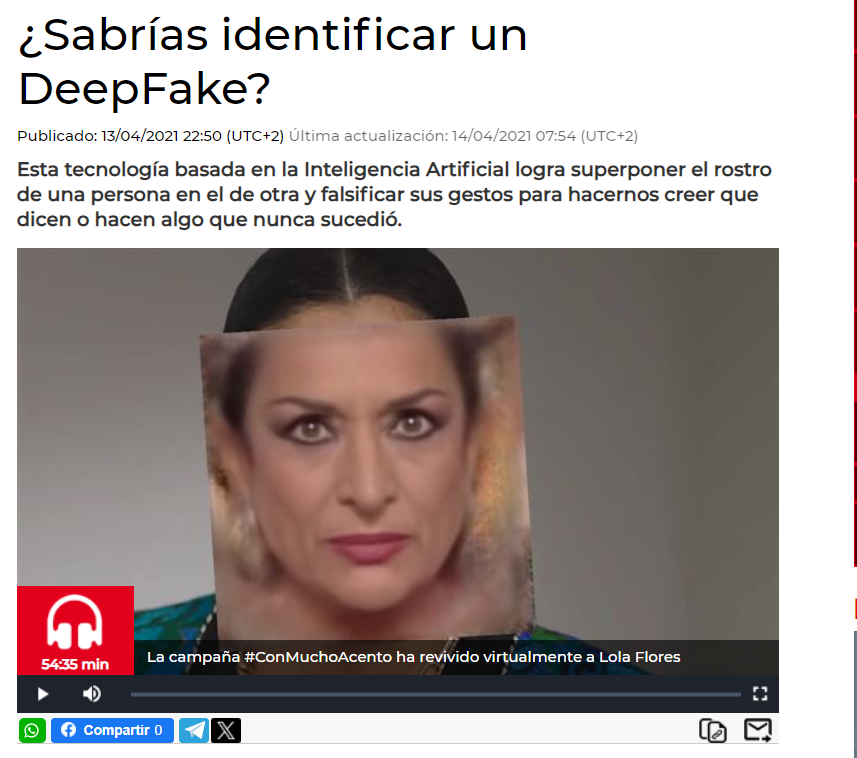 ¿Sabrías identificar un
DeepFake?
Publicado: 13/04/2021 22:50 (UTC+2) Última actualización: 14/04/2021 07:54 (UTC+2)
Esta tecnología basada en la Inteligencia Artificial logra superponer el rostro
de una persona en el de otra y falsificar sus gestos para hacernos creer que
dicen o hacen algo que nunca sucedió.
54:35 min
La campaña #ConMuchoAcento ha revivido virtualmente a Lola Flores
Compartir 0